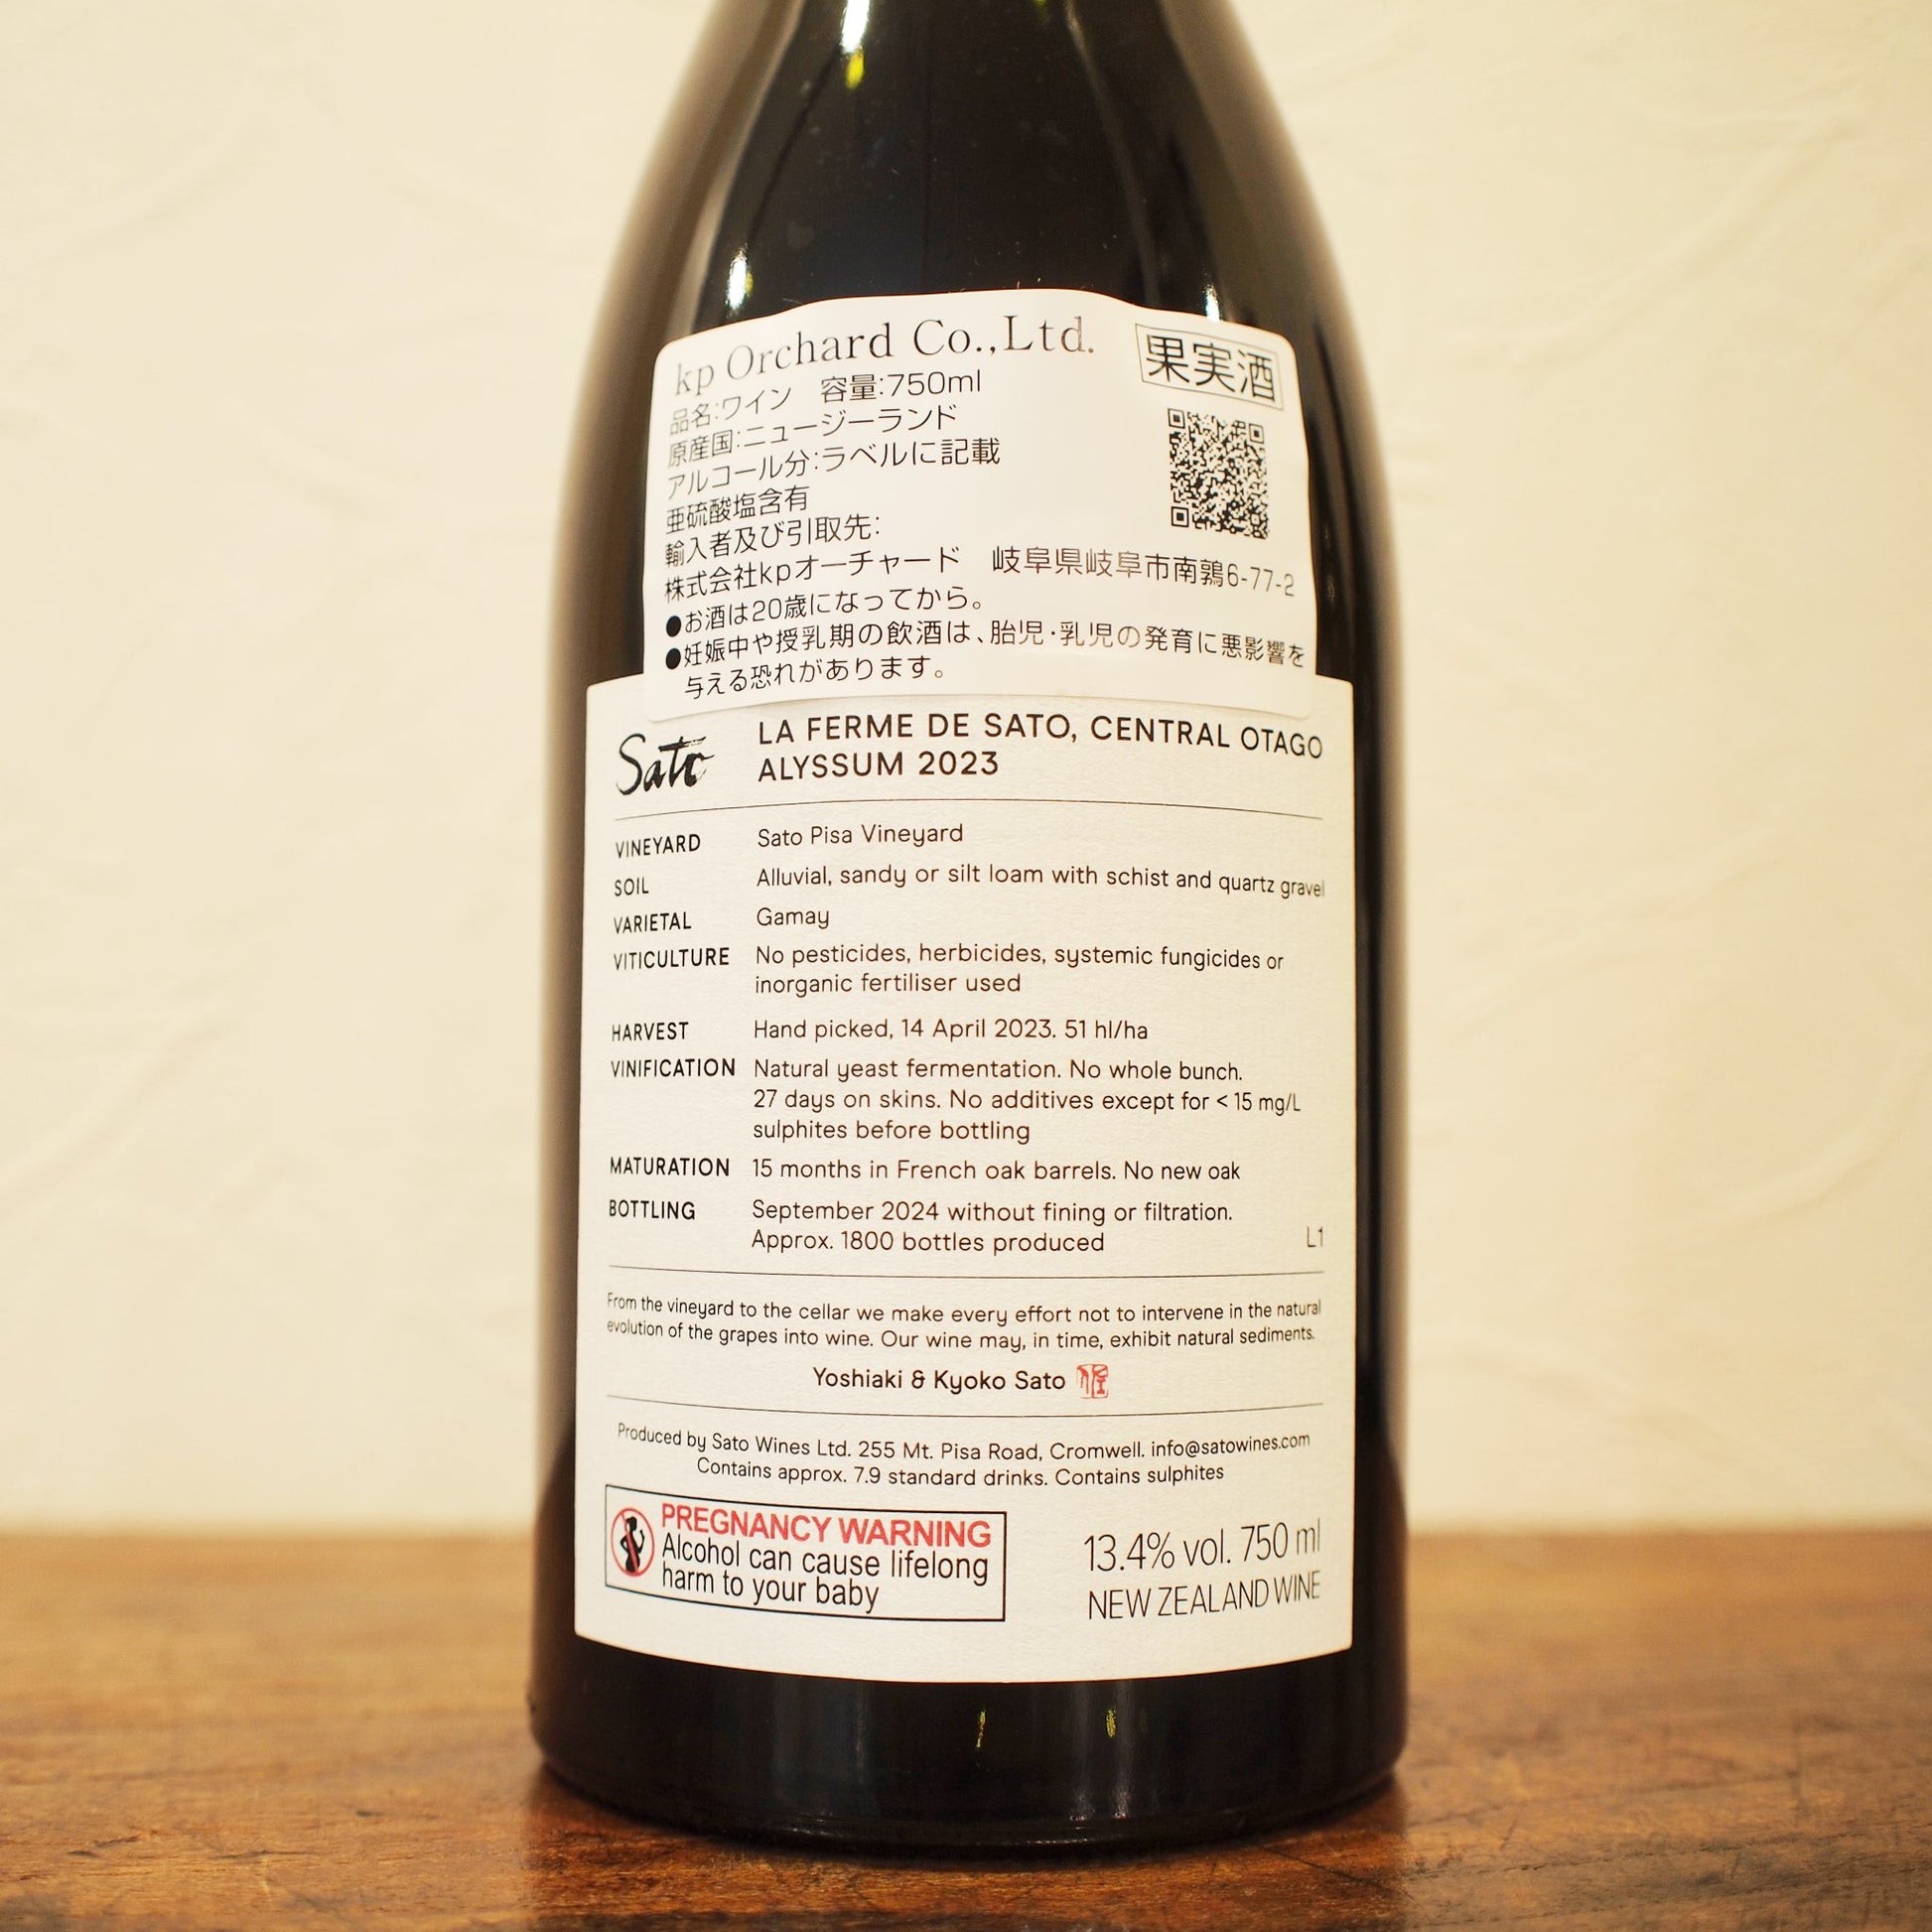 kp Orchard Co.,Ltd.
果実酒
品名:ワイン 容量:750ml
原産国:ニュージーランド
アルコール分:ラベルに記載
亜硫酸塩含有
輸入者及び引取先:
株式会社kpオーチャード 岐阜県岐阜市南鶉6-77-2
●お酒は20歳になってから。
●妊娠中や授乳期の飲酒は、胎児・乳児の発育に悪影響を
与える恐れがあります。
Sato
LA FERME DE SATO, CENTRAL OTAGO
ALYSSUM 2023
VINEYARD Sato Pisa Vineyard
SOIL Alluvial, sandy or silt loam with schist and quartz gravel
VARIETAL Gamay
VITICULTURE No pesticides, herbicides, systemic fungicides or
inorganic fertiliser used
HARVEST Hand picked, 14 April 2023. 51 hl/ha
VINIFICATION Natural yeast fermentation. No whole bunch.
27 days on skins. No additives except for < 15 mg/L
sulphites before bottling
MATURATION 15 months in French oak barrels. No new oak
BOTTLING September 2024 without fining or filtration.
Approx. 1800 bottles produced L1
From the vineyard to the cellar we make every effort not to intervene in the natural
evolution of the grapes into wine. Our wine may, in time, exhibit natural sediments.
Yoshiaki & Kyoko Sato
Produced by Sato Wines Ltd. 255 Mt. Pisa Road, Cromwell. info@satowines.com
Contains approx. 7.9 standard drinks. Contains sulphites
PREGNANCY WARNING
Alcohol can cause lifelong
harm to your baby
13.4% vol. 750 ml
NEW ZEALAND WINE